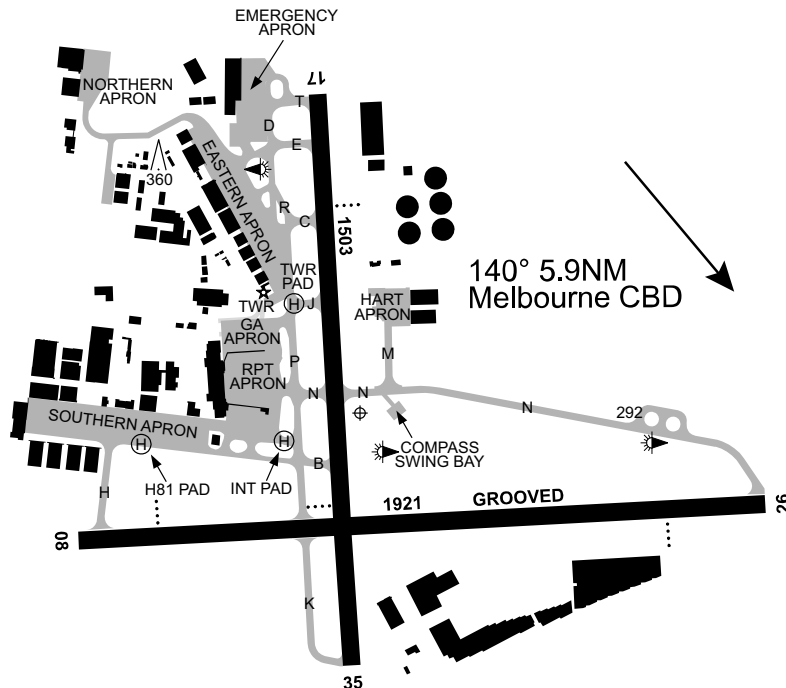 EMERGENCY
APRON
17
NORTHERN
APRON
T
D
E
EASTERN APRON
360
R
C
1503
TWR
PAD
140° 5.9NM
Melbourne CBD
H
J
TWR
HART
APRON
GA
APRON
P
M
RPT
APRON
N
N
N
292
SOUTHERN APRON
H
H
COMPASS
SWING BAY
B
H
H81 PAD
INT PAD
1921
GROOVED
26
08
K
35